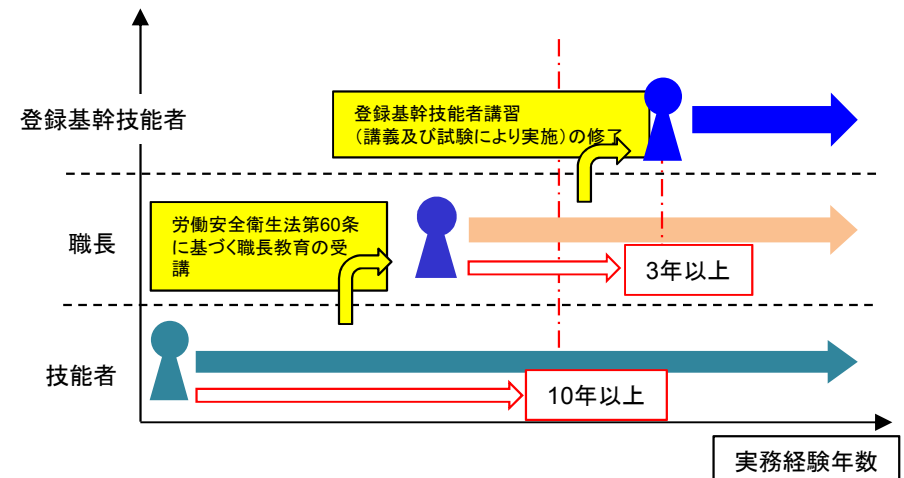 登録基幹技能者
登録基幹技能者講習
（講義及び試験により実施）の修了
職長
労働安全衛生法第60条
に基づく職長教育の受
講
3年以上
技能者
10年以上
実務経験年数